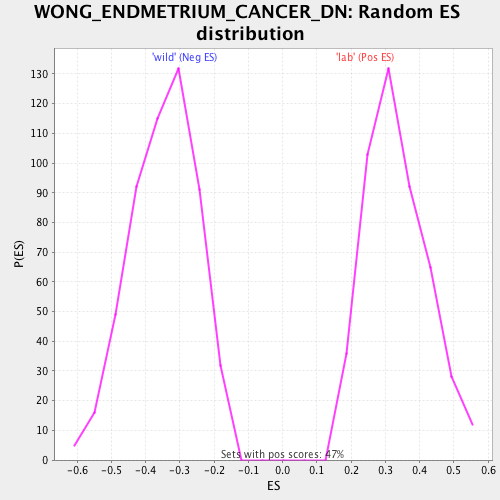 WONG_ENDMETRIUM_CANCER_DN: Random ES
distribution
'wild' (Neg ES)
'lab' (Pos ES)
130
120
110
100
90
80
70
60
50
40
30
20
10
0
P(ES)
Sets with pos scores: 47%
-0.6 -0.5 -0.4 -0.3 -0.2 -0.1 0.0 0.1 0.2 0.3 0.4 0.5 0.6
ES